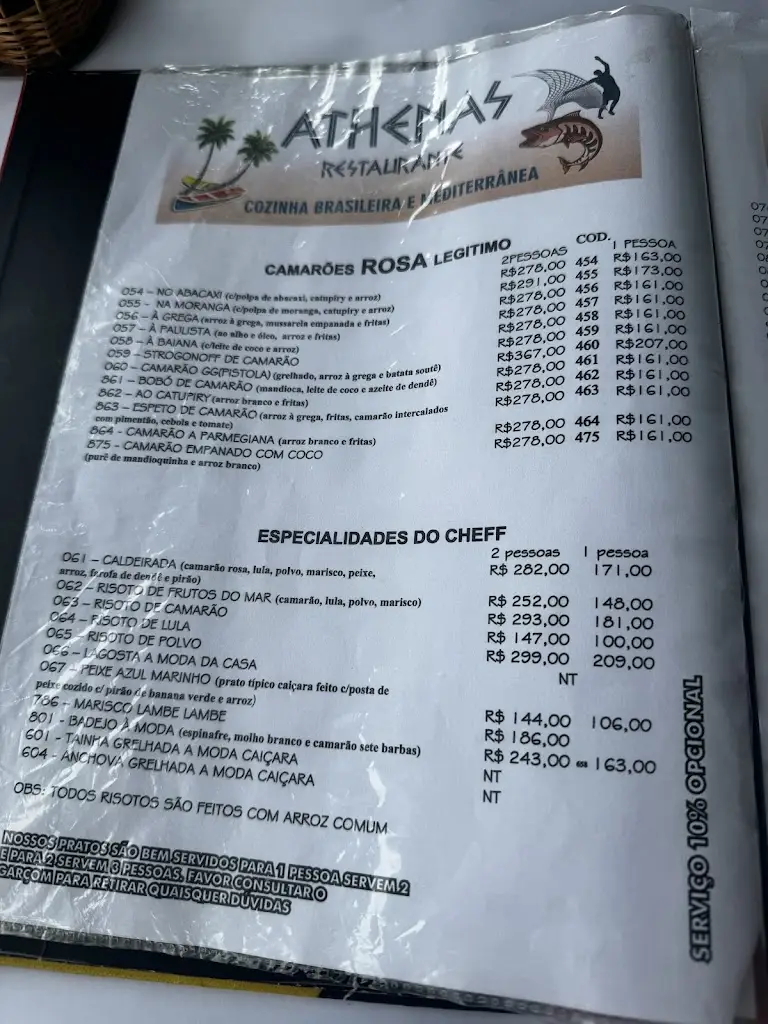 ATHENAS
RESTAURANTE
COZINHA BRASILEIRA E MEDITERRÂNEA
CAMARÕES ROSA LEGITIMO 2PESSOAS COD. 1 PESSOA
054 - NO ABACAXI (c/polpa de abacaxi, catupiry e arroz) R$278,00 454 R$163,00
055 - NA MORANGA (c/polpa de moranga, catupiry e arroz) R$291,00 455 R$173,00
056 - À GREGA (arroz à grega, mussarela empanada e fritas) R$278,00 456 R$161,00
057 - À PAULISTA (ao alho e óleo, arroz e fritas) R$278,00 457 R$161,00
058 - À BAIANA (c/leite de coco e arroz) R$278,00 458 R$161,00
059 - STROGONOFF DE CAMARÃO R$278,00 459 R$161,00
060 - CAMARÃO GG(PISTOLA) (grelhado, arroz à grega e batata soutê) R$367,00 460 R$207,00
861 - BOBÓ DE CAMARÃO (mandioca, leite de coco e azeite de dendê) R$278,00 461 R$161,00
862 - AO CATUPIRY (arroz branco e fritas) R$278,00 462 R$161,00
863 - ESPETO DE CAMARÃO (arroz à grega, fritas, camarão intercalados R$278,00 463 R$161,00
com pimentão, cebola e tomate)
864 - CAMARÃO A PARMEGIANA (arroz branco e fritas) R$278,00 464 R$161,00
875 - CAMARÃO EMPANADO COM COCO R$278,00 475 R$161,00
(purê de mandioquinha e arroz branco)
ESPECIALIDADES DO CHEFF
2 pessoas 1 pessoa
061 - CALDEIRADA (camarão rosa, lula, polvo, marisco, peixe, R$ 282,00 171,00
arroz, farofa de dendê e pirão)
062 - RISOTO DE FRUTOS DO MAR (camarão, lula, polvo, marisco) R$ 252,00 148,00
063 - RISOTO DE CAMARÃO R$ 293,00 181,00
064 - RISOTO DE LULA R$ 147,00 100,00
065 - RISOTO DE POLVO R$ 299,00 209,00
066 - LAGOSTA A MODA DA CASA NT
067 - PEIXE AZUL MARINHO (prato típico caiçara feito c/posta de
peixe cozido c/ pirão de banana verde e arroz) R$ 144,00 106,00
786 - MARISCO LAMBE LAMBE R$ 186,00
801 - BADEJO À MODA (espinafre, molho branco e camarão sete barbas) R$ 243,00 163,00
601 - TAINHA GRELHADA A MODA CAIÇARA NT
604 - ANCHOVA GRELHADA A MODA CAIÇARA NT
OBS: TODOS RISOTOS SÃO FEITOS COM ARROZ COMUM
NOSSOS PRATOS SÃO BEM SERVIDOS PARA 1 PESSOA SERVEM 2
E PARA 2 SERVEM 3 PESSOAS. FAVOR CONSULTAR O
GARÇOM PARA RETIRAR QUAISQUER DÚVIDAS
SERVIÇO 10% OPCIONAL